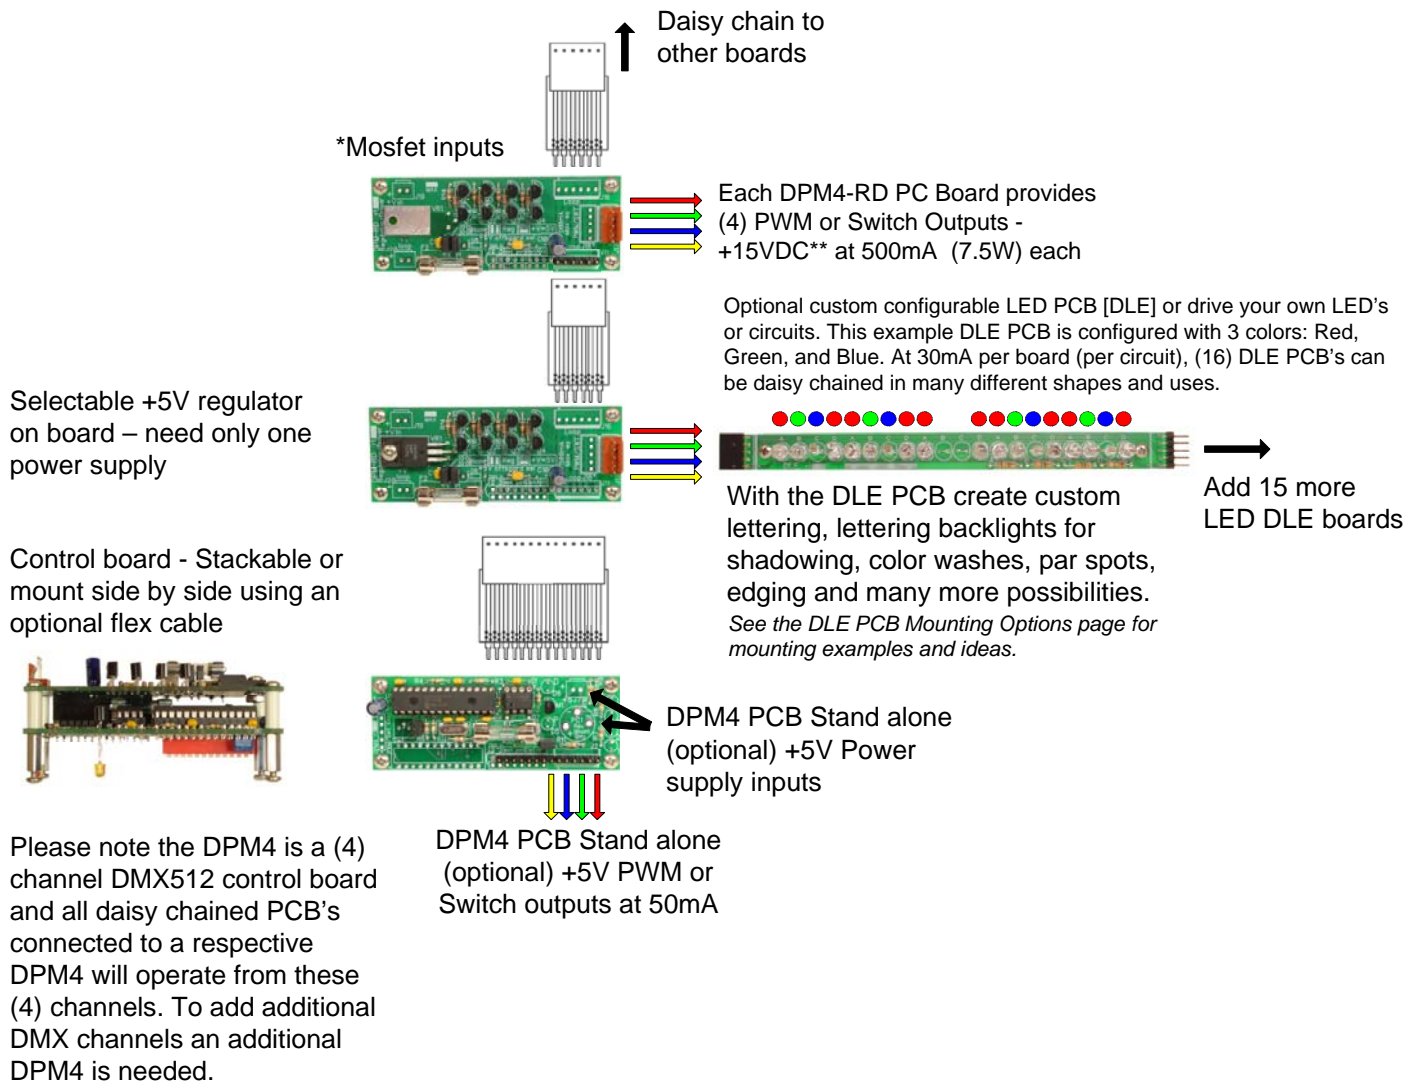 Daisy chain to
other boards
*Mosfet inputs
Each DPM4-RD PC Board provides
(4) PWM or Switch Outputs -
+15VDC** at 500mA (7.5W) each
Optional custom configurable LED PCB [DLE] or drive your own LED's
or circuits. This example DLE PCB is configured with 3 colors: Red,
Green, and Blue. At 30mA per board (per circuit), (16) DLE PCB's can
be daisy chained in many different shapes and uses.
Selectable +5V regulator
on board – need only one
power supply
With the DLE PCB create custom
lettering, lettering backlights for
shadowing, color washes, par spots,
edging and many more possibilities.
See the DLE PCB Mounting Options page for
mounting examples and ideas.
Add 15 more
LED DLE boards
Control board - Stackable or
mount side by side using an
optional flex cable
DPM4 PCB Stand alone
(optional) +5V Power
supply inputs
DPM4 PCB Stand alone
(optional) +5V PWM or
Switch outputs at 50mA
Please note the DPM4 is a (4)
channel DMX512 control board
and all daisy chained PCB's
connected to a respective
DPM4 will operate from these
(4) channels. To add additional
DMX channels an additional
DPM4 is needed.